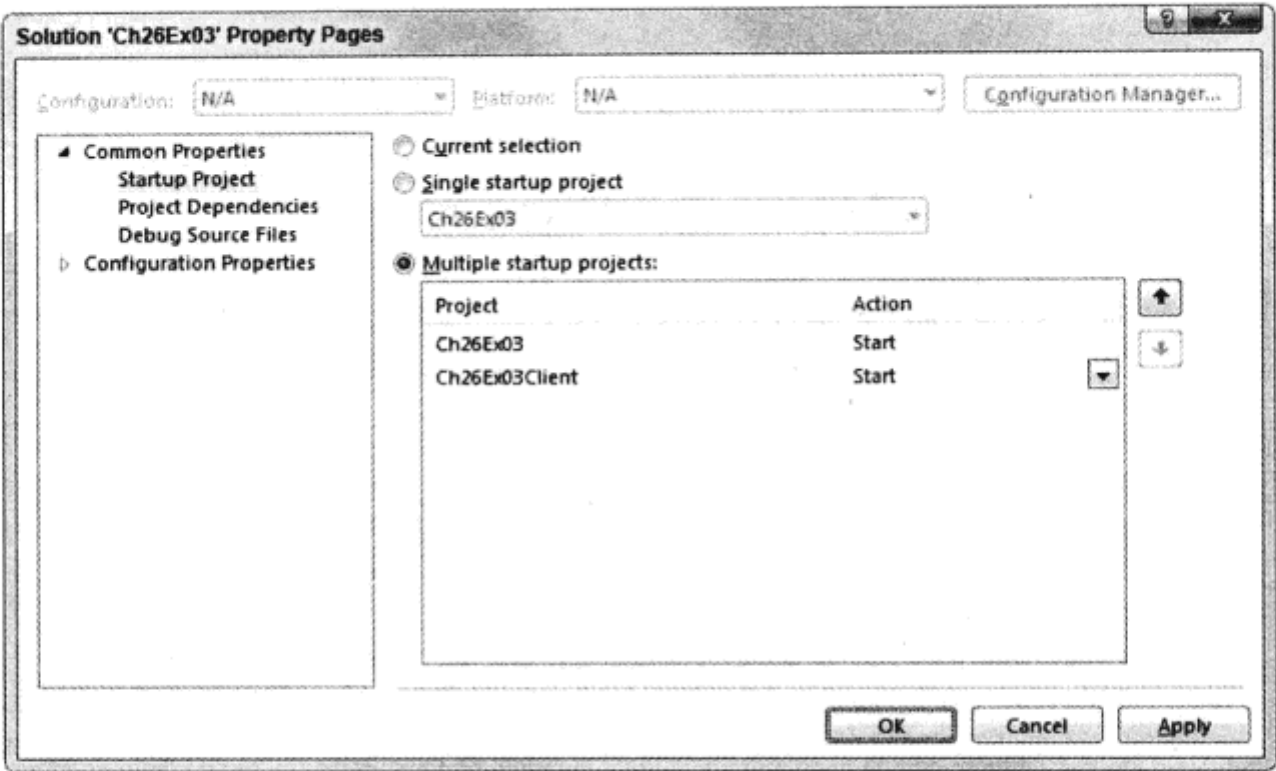 Solution 'Ch26Ex03' Property Pages
Configuration: N/A Platform: N/A Configuration Manager...
Common Properties
Startup Project
Project Dependencies
Debug Source Files
Configuration Properties
Current selection
Single startup project
Ch26Ex03
Multiple startup projects:
Project Action
Ch26Ex03 Start
Ch26Ex03Client Start
OK Cancel Apply